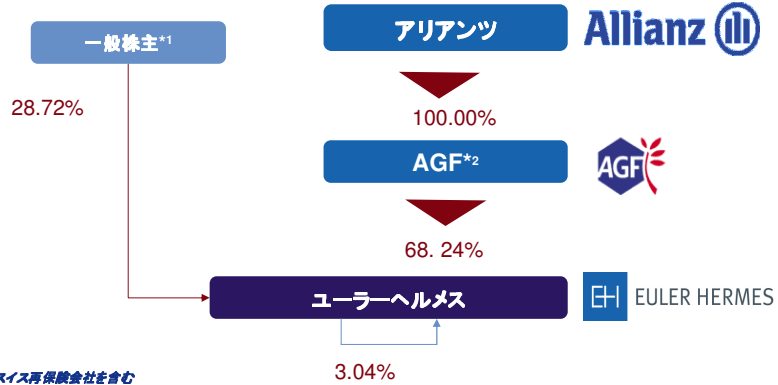 一般株主*1
アリアンツ
Allianz
28.72%
100.00%
AGF*2
AGF
68. 24%
ユーラーヘルメス
EH EULER HERMES
3.04%
スイス再保険会社を含む